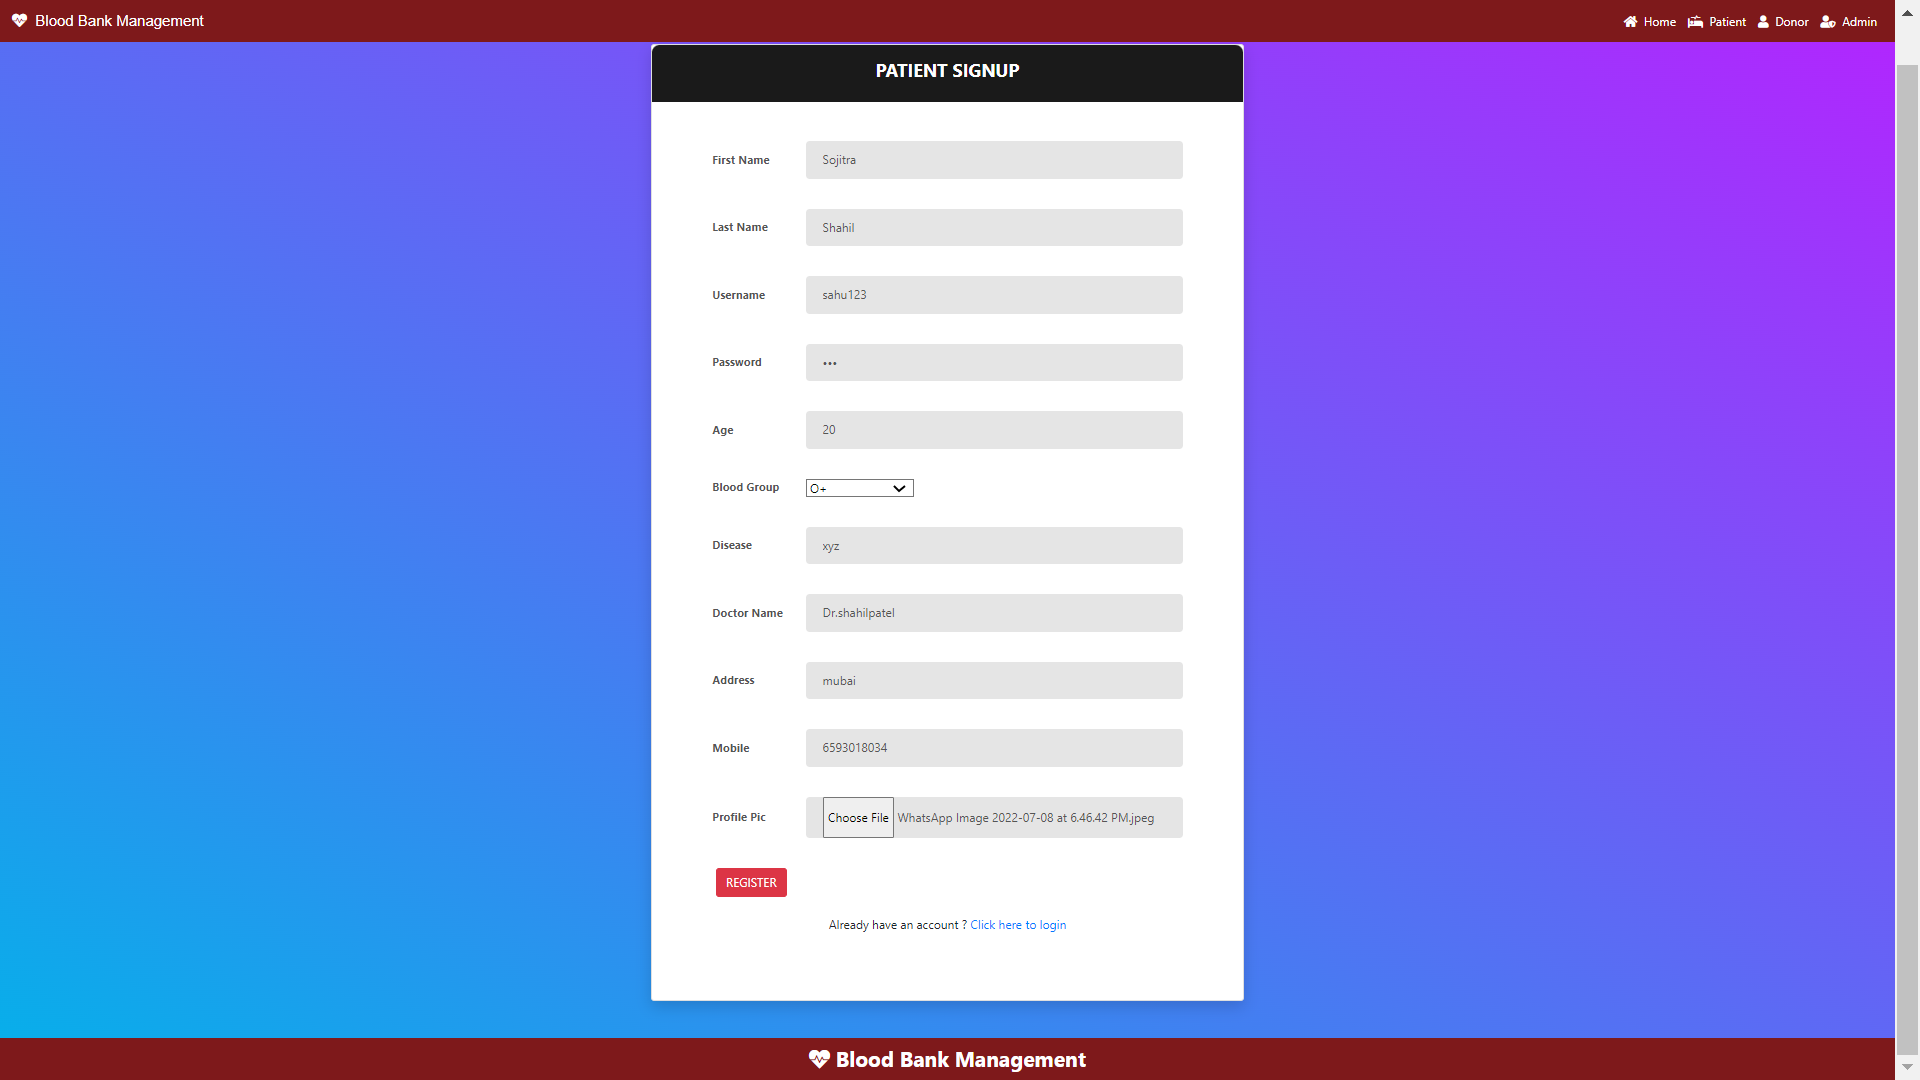 Blood Bank Management
Home Patient Donor Admin
PATIENT SIGNUP
First Name Sojitra
Last Name Shahil
Username sahu123
Password •••
Age 20
Blood Group O+
Disease xyz
Doctor Name Dr.shahilpatel
Address mubai
Mobile 6593018034
Profile Pic Choose File WhatsApp Image 2022-07-08 at 6.46.42 PM.jpeg
REGISTER
Already have an account ? Click here to login
Blood Bank Management